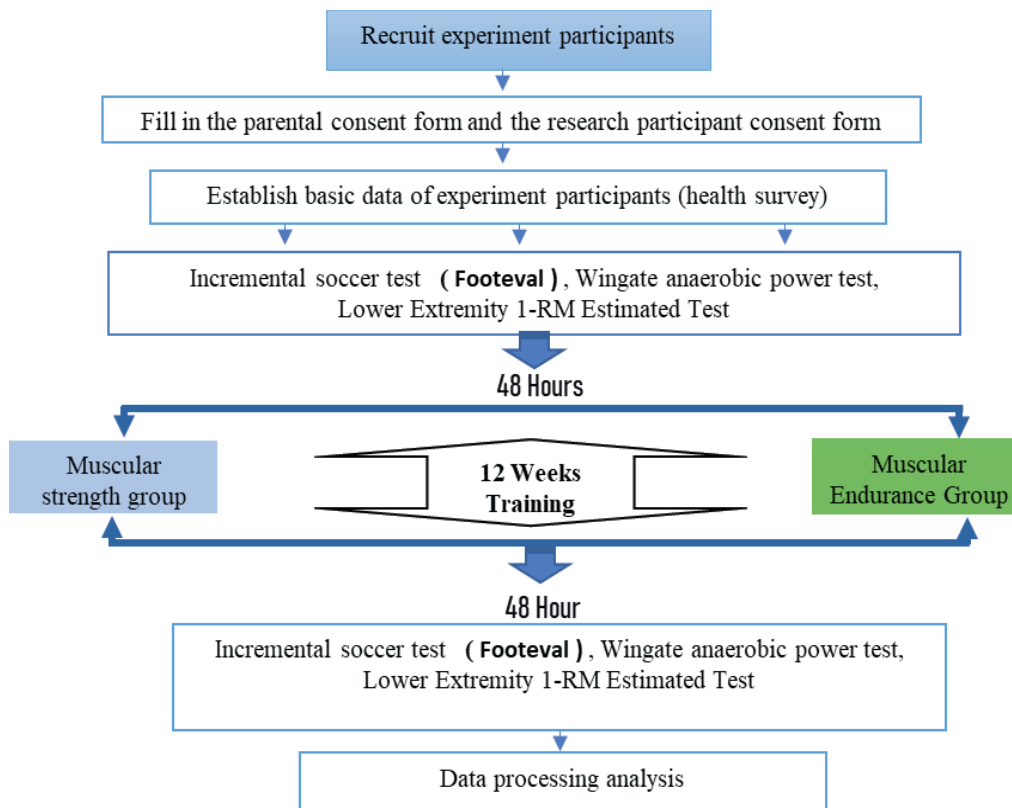 Recruit experiment participants
Fill in the parental consent form and the research participant consent form
Establish basic data of experiment participants (health survey)
Incremental soccer test ( Footeval ) , Wingate anaerobic power test,
Lower Extremity 1-RM Estimated Test
48 Hours
Muscular
strength group
12 Weeks
Training
Muscular
Endurance Group
48 Hour
Incremental soccer test ( Footeval ) , Wingate anaerobic power test,
Lower Extremity 1-RM Estimated Test
Data processing analysis